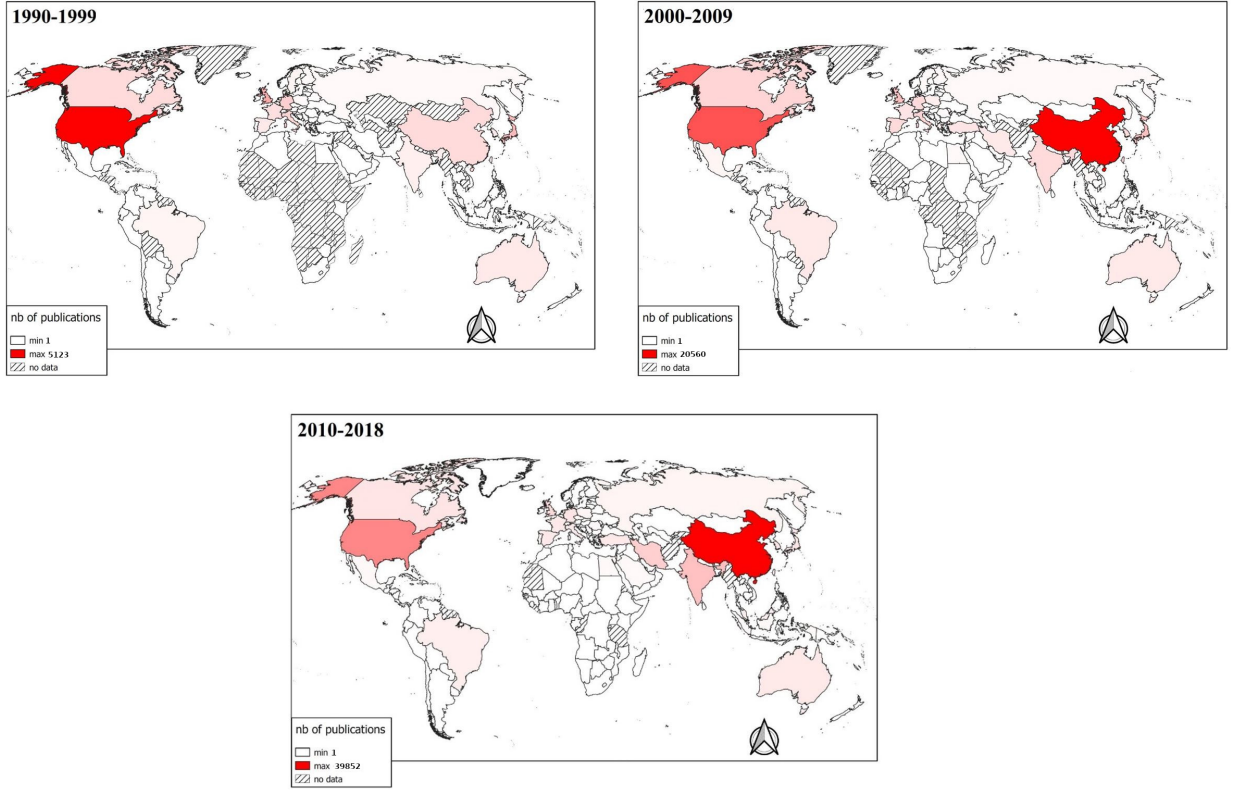 1990-1999
nb of publications
min 1
max 5123
no data
2000-2009
nb of publications
min 1
max 20560
no data
2010-2018
nb of publications
min 1
max 39852
no data